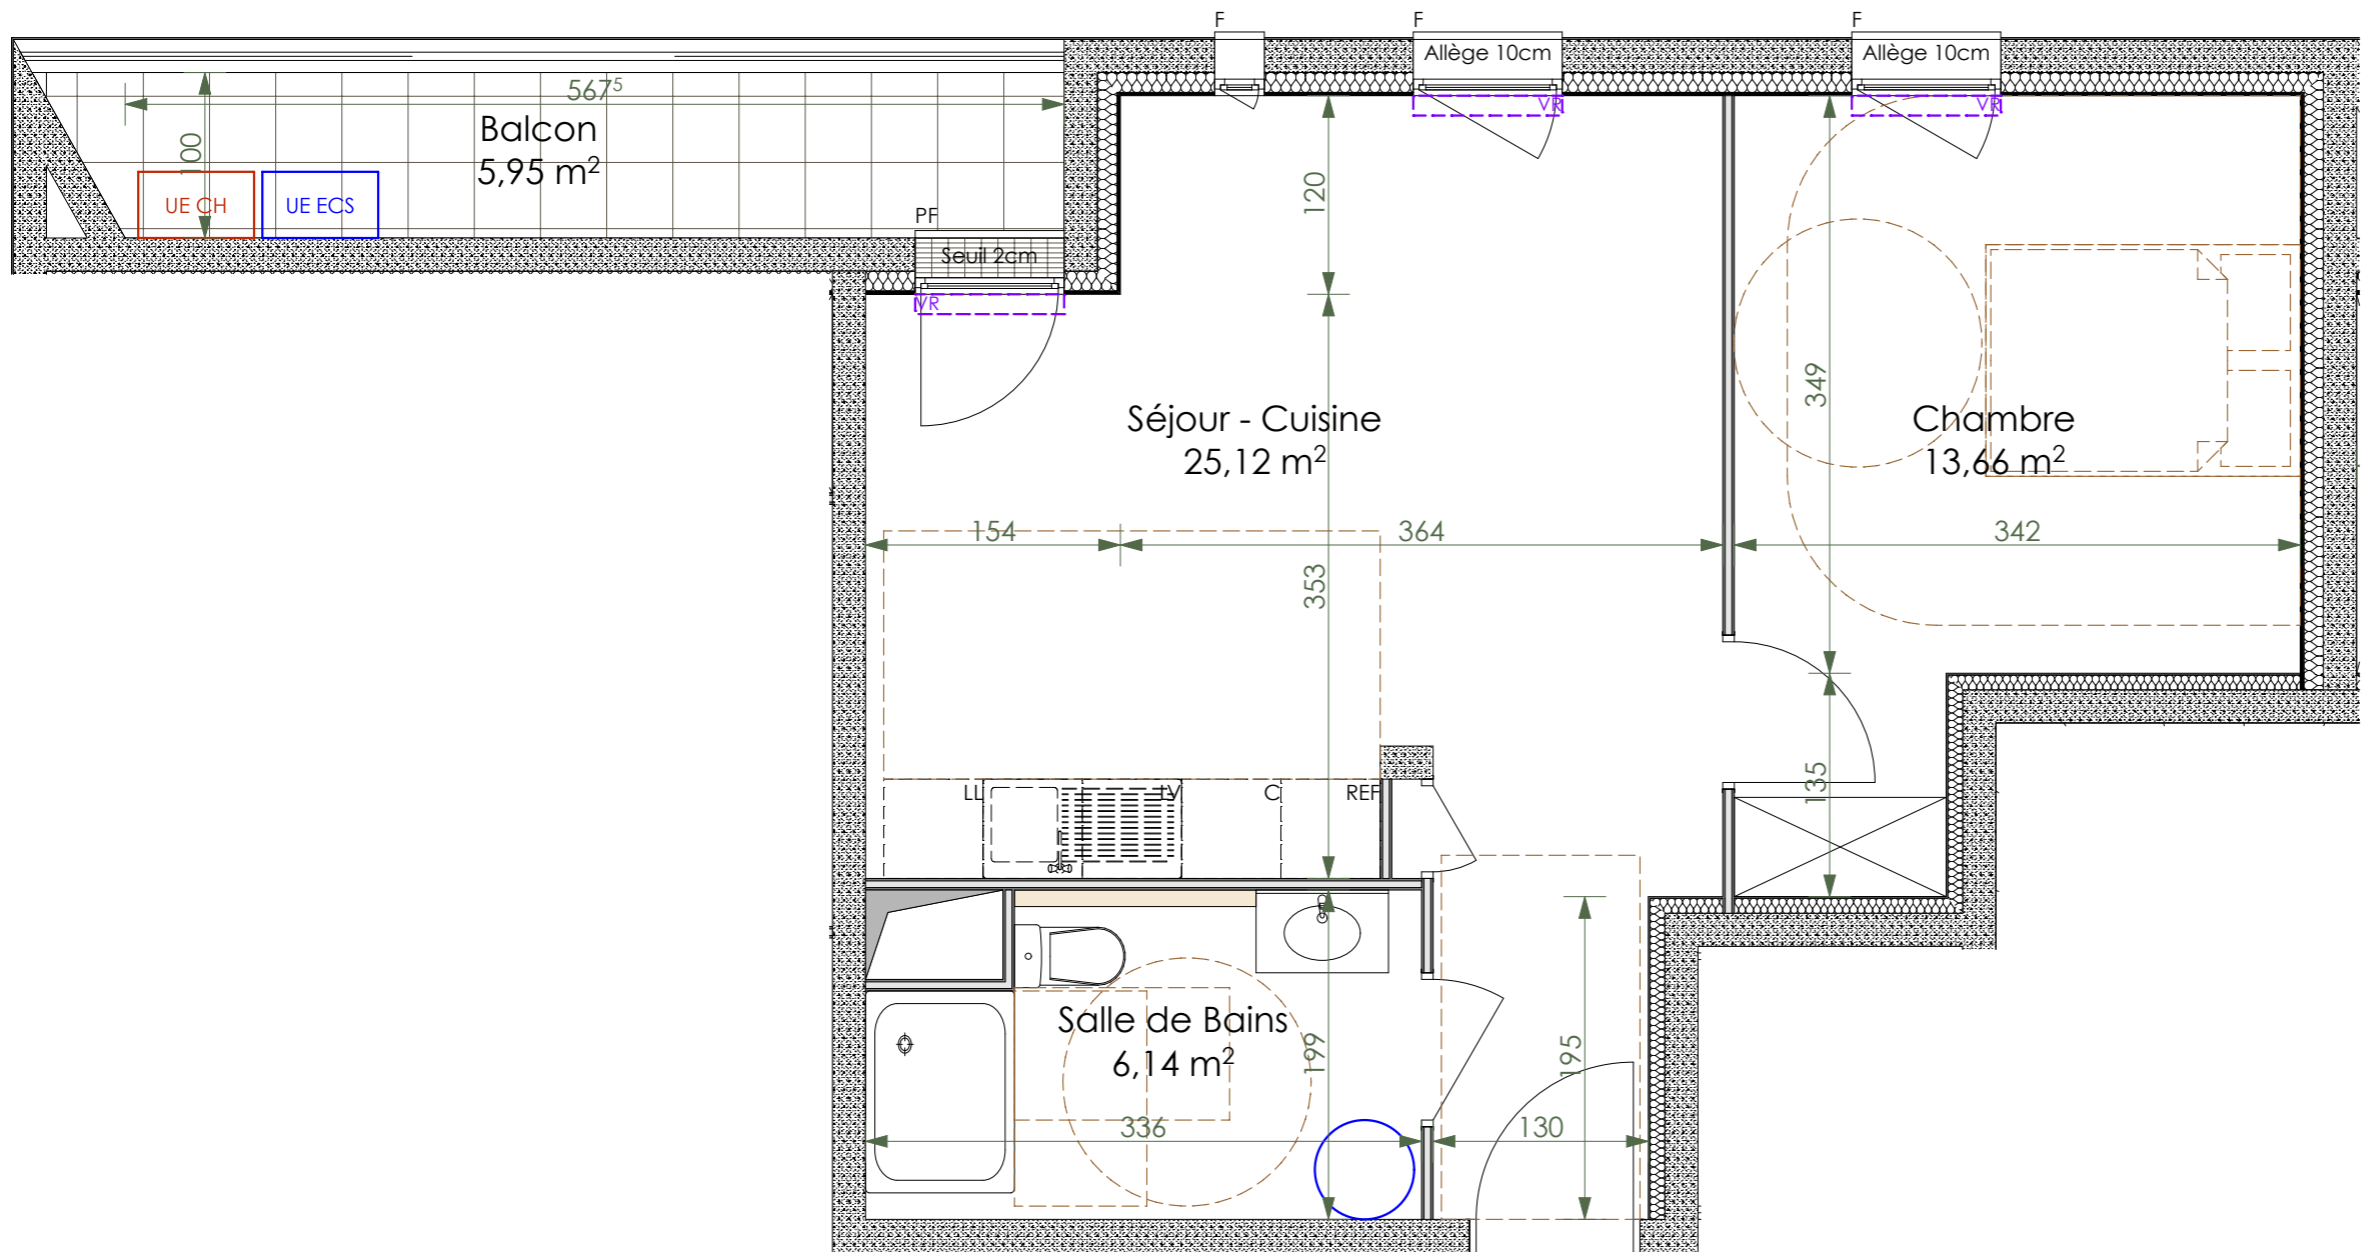 F
F
F
Allège 10cm
Allège 10cm
VR
VR
567⁵
Balcon
5,95 m²
100
UE CH
UE ECS
PF
Seuil 2cm
VR
120
349
Séjour - Cuisine
25,12 m²
Chambre
13,66 m²
154
364
342
353
135
LL
LV
C
REF
Salle de Bains
6,14 m²
199
195
336
130